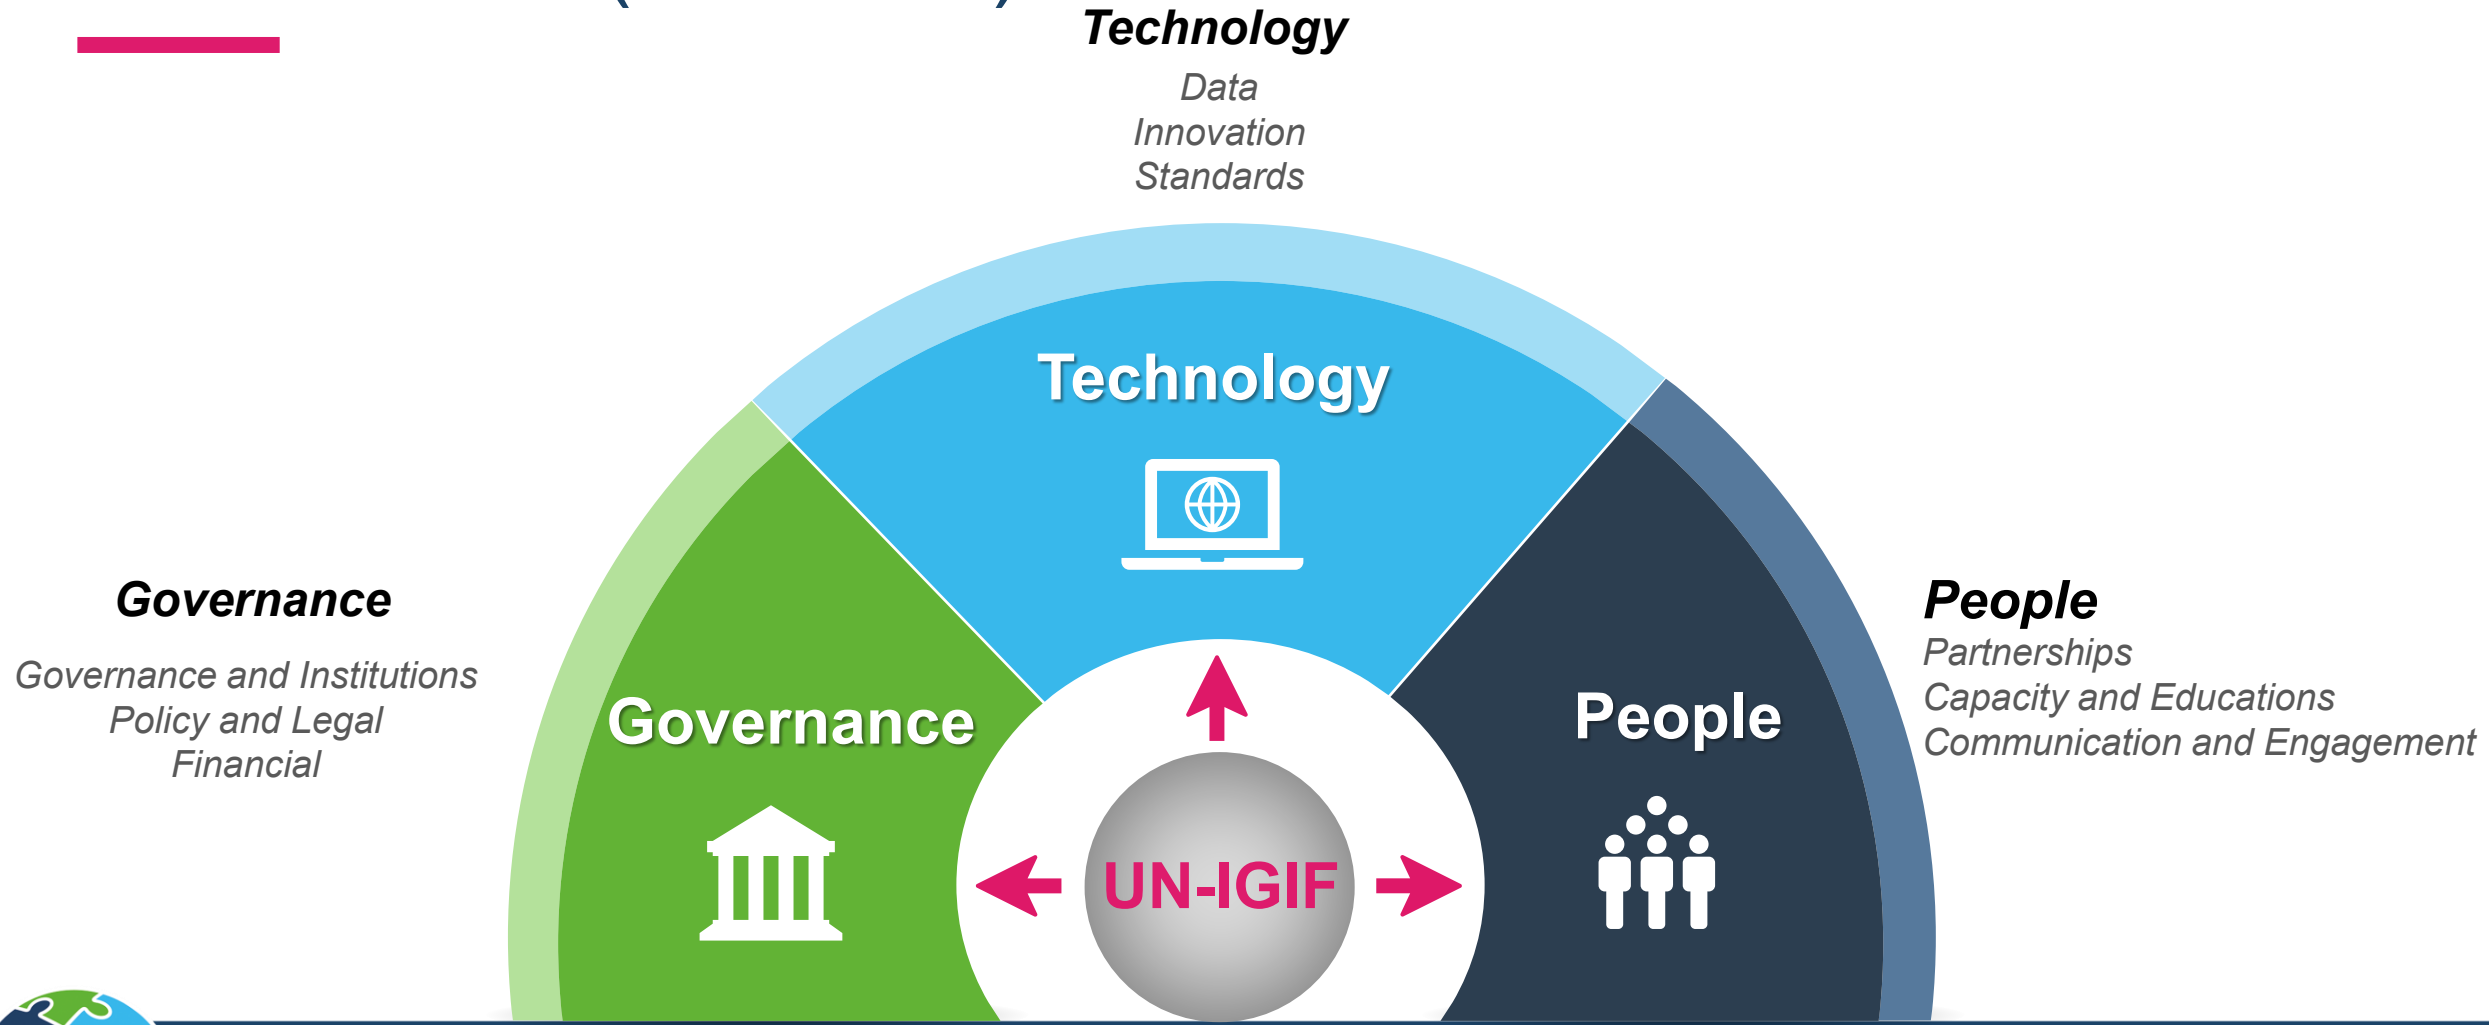 Technology
Data
Innovation
Standards
Technology
Governance
Governance and Institutions
Policy and Legal
Financial
Governance
People
People
Partnerships
Capacity and Educations
Communication and Engagement
UN-IGIF